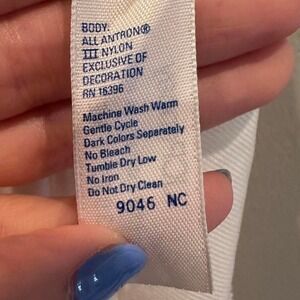 BODY:
ALL ANTRON®
III NYLON
EXCLUSIVE OF
DECORATION
RN 16396
Machine Wash Warm
Gentle Cycle
Dark Colors Separately
No Bleach
Tumble Dry Low
No Iron
Do Not Dry Clean
9046 NC